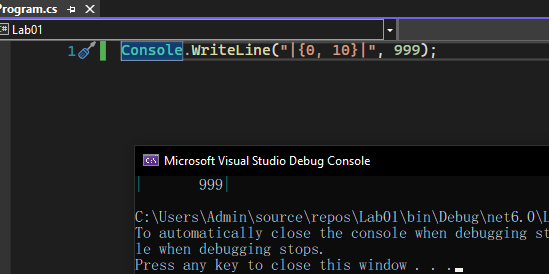 Program.cs
C# Lab01
1 Console.WriteLine("|{0, 10}|", 999);
C:\ Microsoft Visual Studio Debug Console
|       999|
C:\Users\Admin\source\repos\Lab01\bin\Debug\net6.0\L
To automatically close the console when debugging st
le when debugging stops.
Press any key to close this window . . .